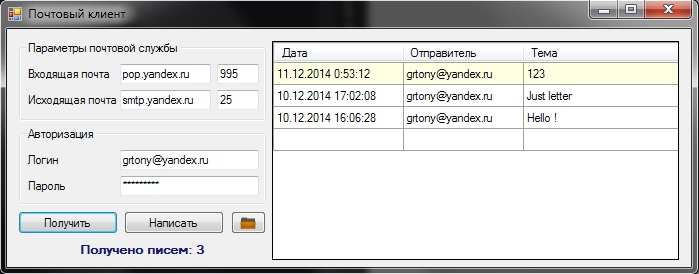 Почтовый клиент
Параметры почтовой службы
Входящая почта pop.yandex.ru 995
Исходящая почта smtp.yandex.ru 25
Авторизация
Логин grtony@yandex.ru
Пароль *********
Получить Написать
Получено писем: 3
Дата Отправитель Тема
11.12.2014 0:53:12 grtony@yandex.ru 123
10.12.2014 17:02:08 grtony@yandex.ru Just letter
10.12.2014 16:06:28 grtony@yandex.ru Hello !